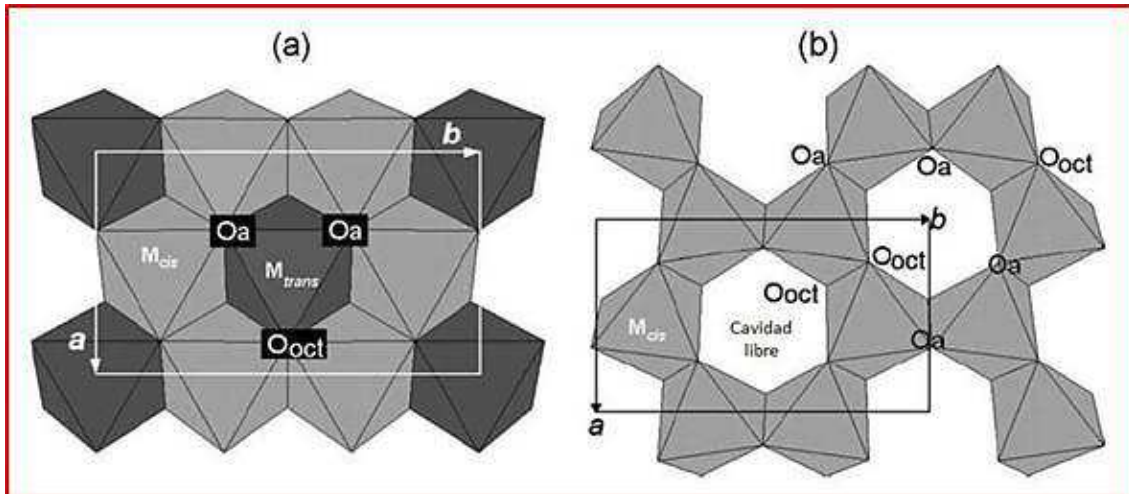 (a)
b
Oa
Oa
Mcis
Mtrans
a
Ooct
(b)
Oa
Oa
Ooct
b
Ooct
Oa
Ooct
Mcis
Cavidad
libre
Oa
a